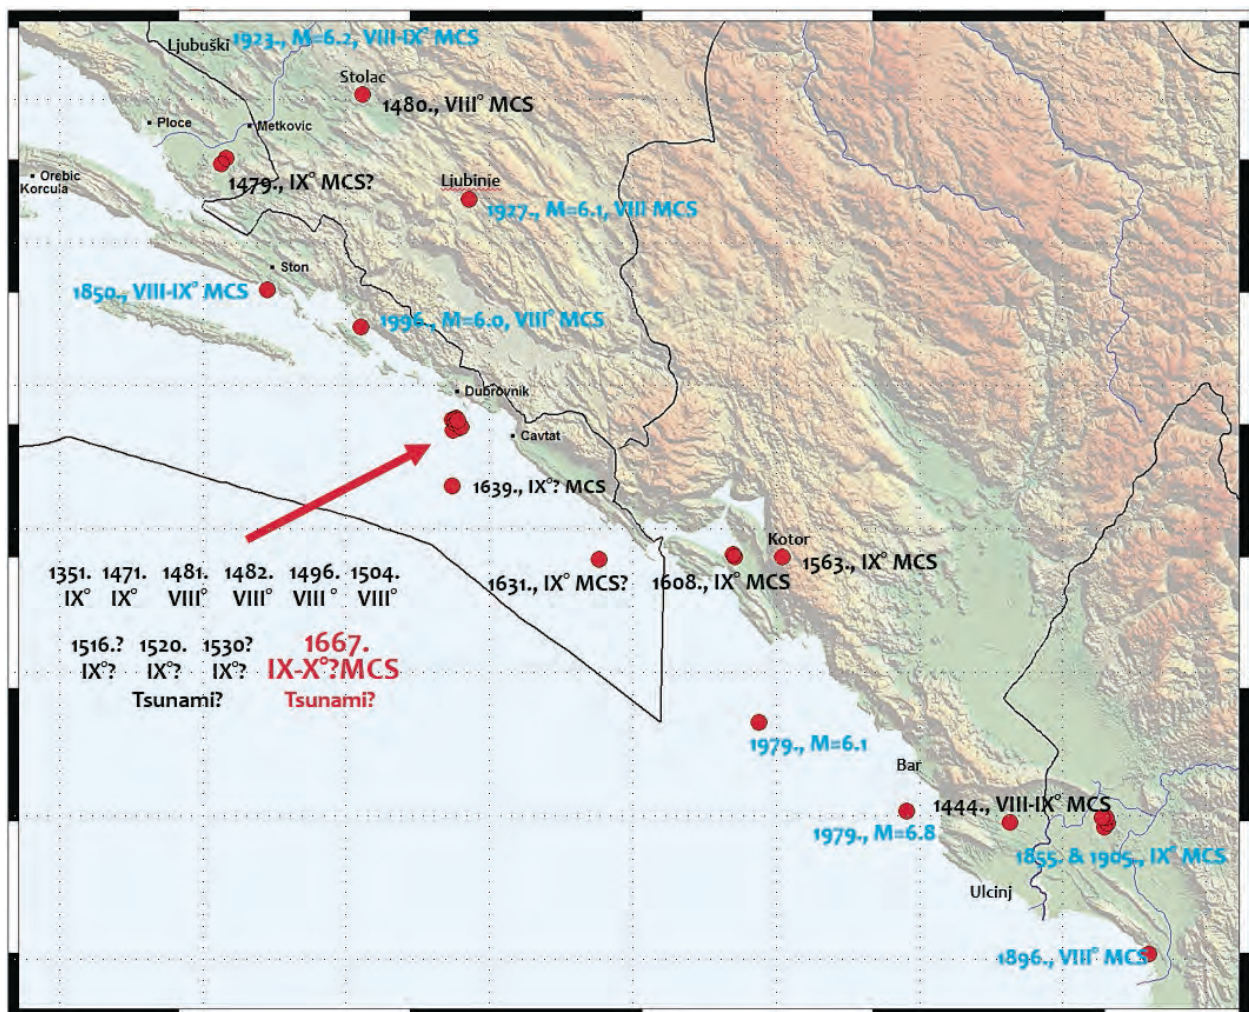 Ljubuški
1923., M=6.2, VIII-IX° MCS
Stolac
1480., VIII° MCS
Ploce
Metkovic
Orebic
Korcula
1479., IX° MCS?
Ljubinie
1927., M=6.1, VIII MCS
Ston
1850., VIII-IX° MCS
1996., M=6.0, VIII° MCS
Dubrovnik
Cavtat
1639., IX°? MCS
Kotor
1563., IX° MCS
1631., IX° MCS?
1608., IX° MCS
1351. 1471. 1481. 1482. 1496. 1504.
IX° IX° VIII° VIII° VIII° VIII°
1516.? 1520. 1530? 1667.
IX°? IX°? IX°? IX-X°?MCS
Tsunami? Tsunami?
1979., M=6.1
Bar
1444., VIII-IX° MCS
1979., M=6.8
1855. & 1905., IX° MCS
Ulcinj
1896., VIII° MCS